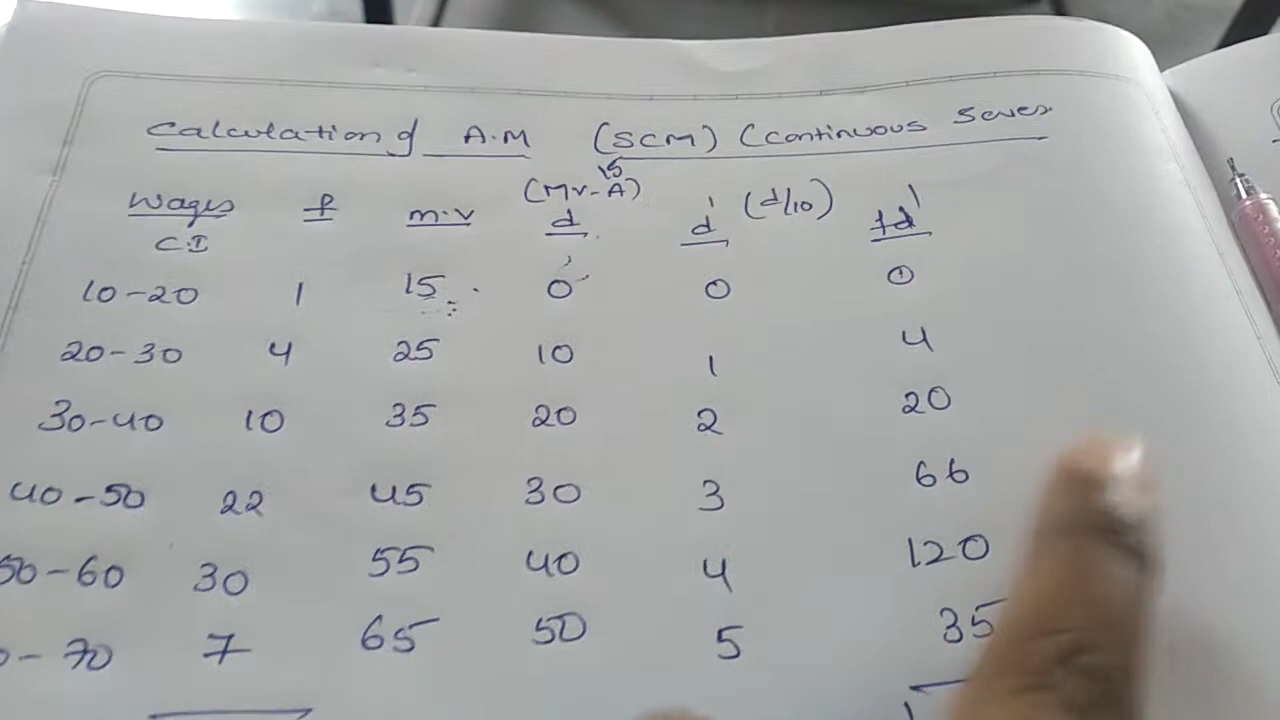 Calculation of A.M (SCM) (Continuous Series
15
Wages f m.v (Mv-A) d d' (d/10) fd'
C.I
10-20 1 15 0 0 0
20-30 4 25 10 1 4
30-40 10 35 20 2 20
40-50 22 45 30 3 66
50-60 30 55 40 4 120
0-70 7 65 50 5 35